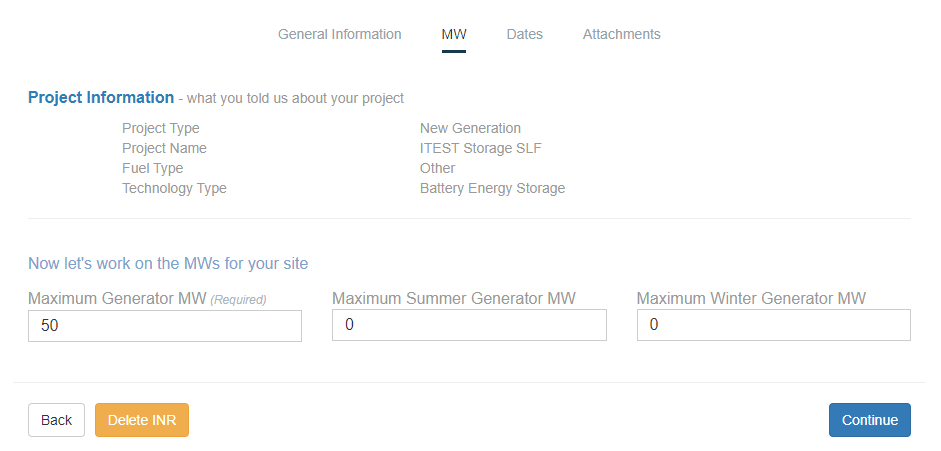 General Information MW Dates Attachments
Project Information - what you told us about your project
Project Type New Generation
Project Name ITEST Storage SLF
Fuel Type Other
Technology Type Battery Energy Storage
Now let's work on the MWs for your site
Maximum Generator MW (Required) Maximum Summer Generator MW Maximum Winter Generator MW
50 0 0
Back Delete INR Continue